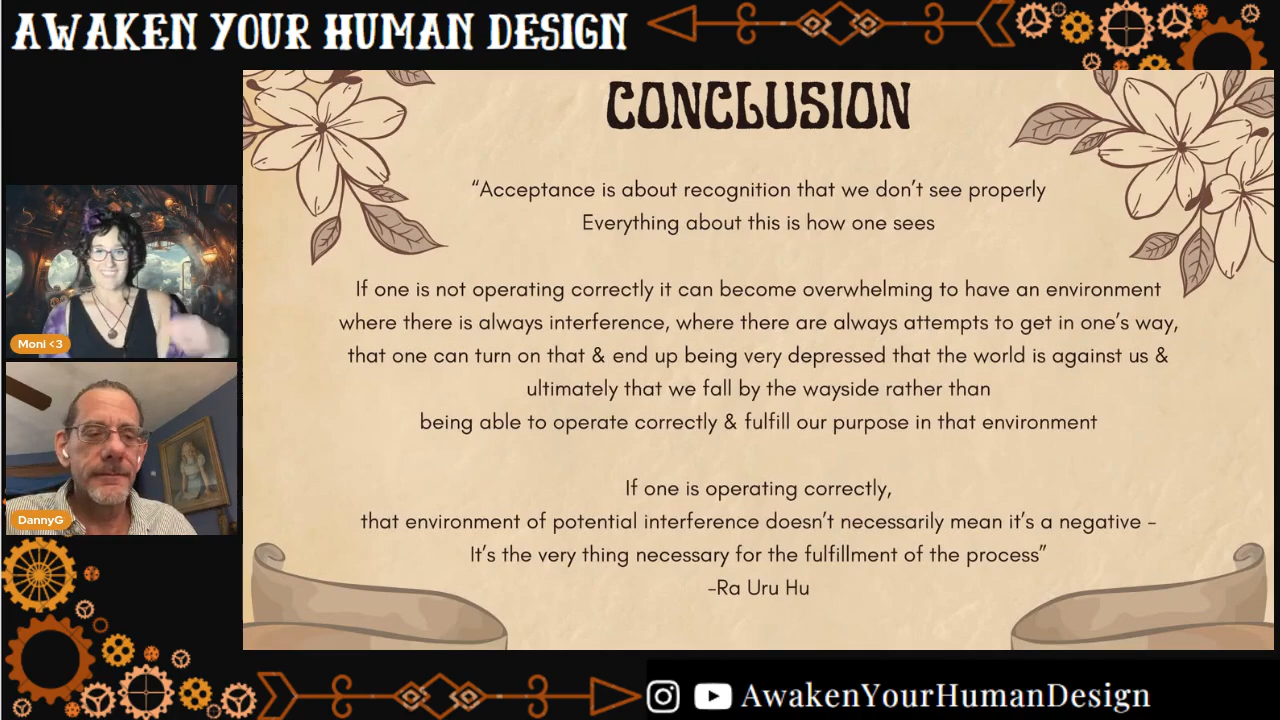 AWAKEN YOUR HUMAN DESIGN
CONCLUSION
“Acceptance is about recognition that we don’t see properly
Everything about this is how one sees
If one is not operating correctly it can become overwhelming to have an environment
where there is always interference, where there are always attempts to get in one’s way,
that one can turn on that & end up being very depressed that the world is against us &
ultimately that we fall by the wayside rather than
being able to operate correctly & fulfill our purpose in that environment
If one is operating correctly,
that environment of potential interference doesn’t necessarily mean it’s a negative –
It’s the very thing necessary for the fulfillment of the process”
-Ra Uru Hu
Moni <3
DannyG
AwakenYourHumanDesign